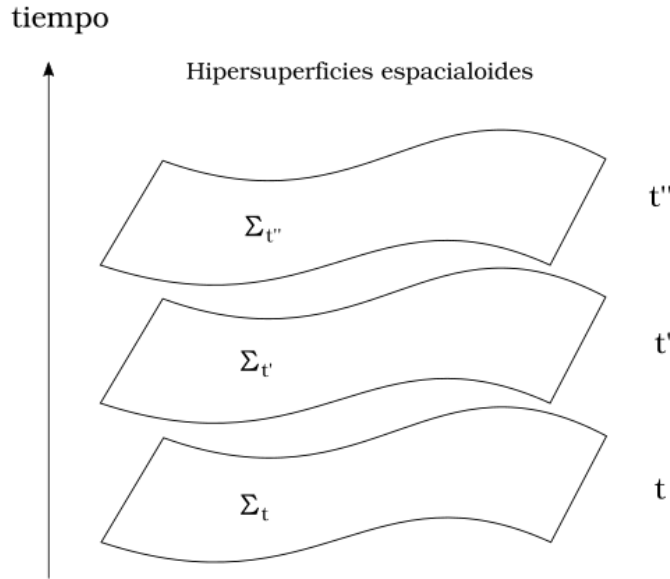 tiempo
Hipersuperficies espacialoides
t''
Σt''
t'
Σt'
t
Σt